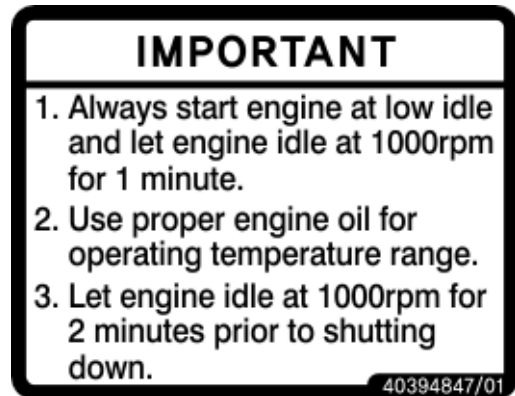 IMPORTANT
1. Always start engine at low idle
and let engine idle at 1000rpm
for 1 minute.
2. Use proper engine oil for
operating temperature range.
3. Let engine idle at 1000rpm for
2 minutes prior to shutting
down.
40394847/01